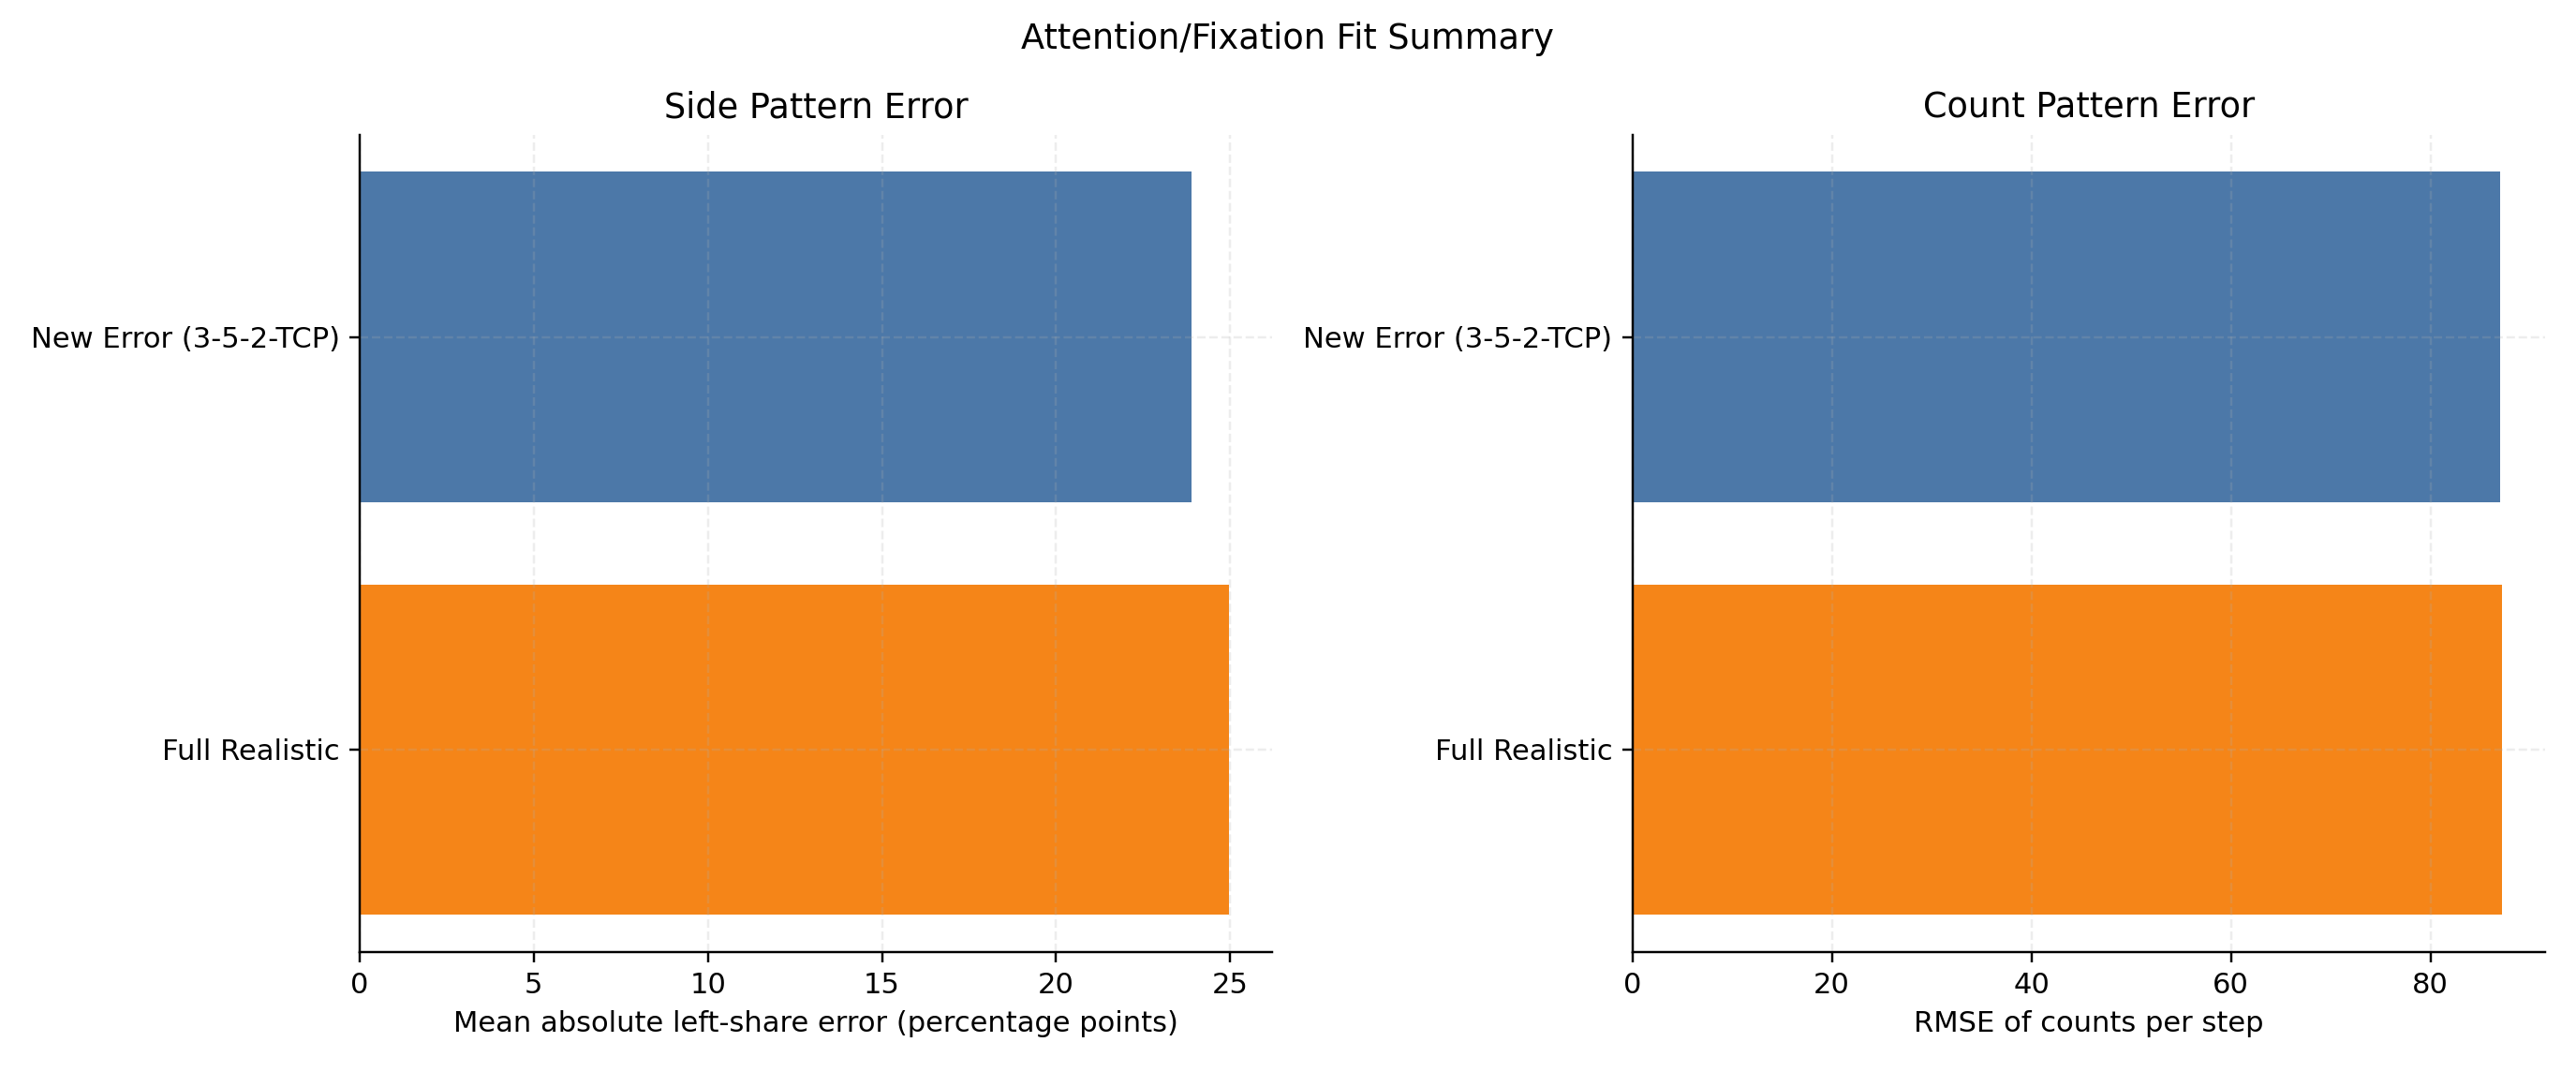 Attention/Fixation Fit Summary
Side Pattern Error
New Error (3-5-2-TCP)
Full Realistic
0 5 10 15 20 25
Mean absolute left-share error (percentage points)
Count Pattern Error
New Error (3-5-2-TCP)
Full Realistic
0 20 40 60 80
RMSE of counts per step